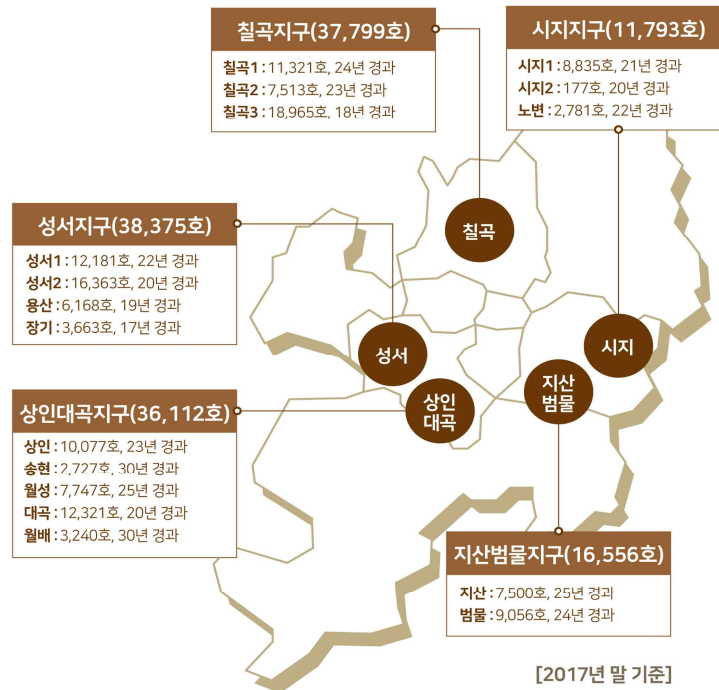 칠곡지구(37,799호)
칠곡1 : 11,321호, 24년 경과
칠곡2 : 7,513호, 23년 경과
칠곡3 : 18,965호, 18년 경과
시지지구(11,793호)
시지1 : 8,835호, 21년 경과
시지2 : 177호, 20년 경과
노변 : 2,781호, 22년 경과
성서지구(38,375호)
성서1 : 12,181호, 22년 경과
성서2 : 16,363호, 20년 경과
용산 : 6,168호, 19년 경과
장기 : 3,663호, 17년 경과
칠곡
성서
시지
지산
범물
상인
대곡
상인대곡지구(36,112호)
상인 : 10,077호, 23년 경과
송현 : 2,727호, 30년 경과
월성 : 7,747호, 25년 경과
대곡 : 12,321호, 20년 경과
월배 : 3,240호, 30년 경과
지산범물지구(16,556호)
지산 : 7,500호, 25년 경과
범물 : 9,056호, 24년 경과
[2017년 말 기준]